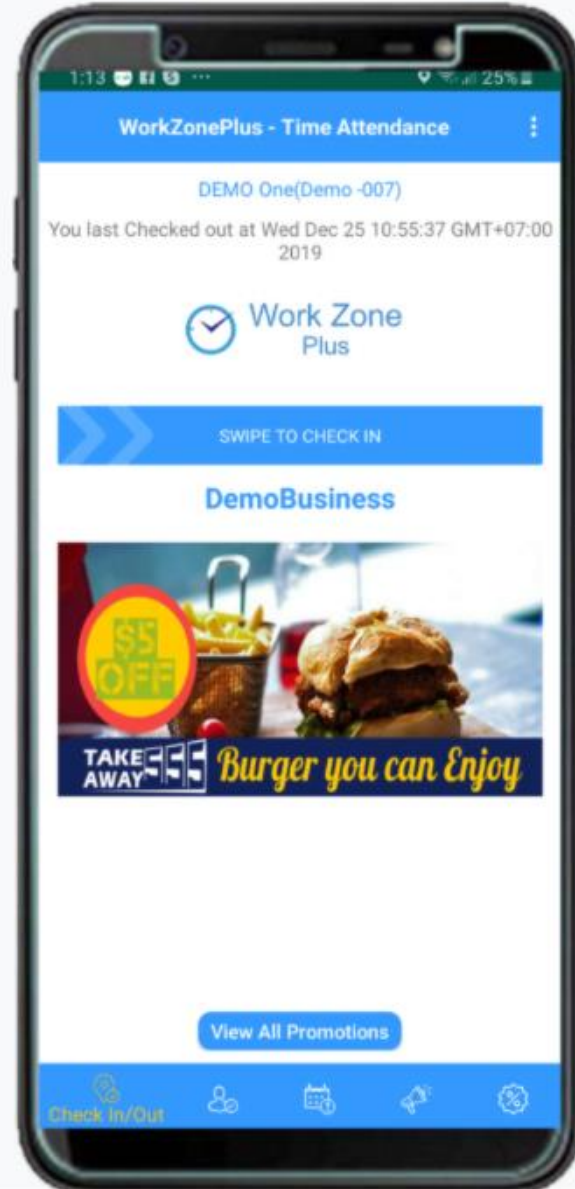 1:13
25%
WorkZonePlus - Time Attendance
DEMO One(Demo -007)
You last Checked out at Wed Dec 25 10:55:37 GMT+07:00
2019
Work Zone
Plus
SWIPE TO CHECK IN
DemoBusiness
$5
OFF
TAKE
AWAY
Burger you can Enjoy
View All Promotions
Check In/Out